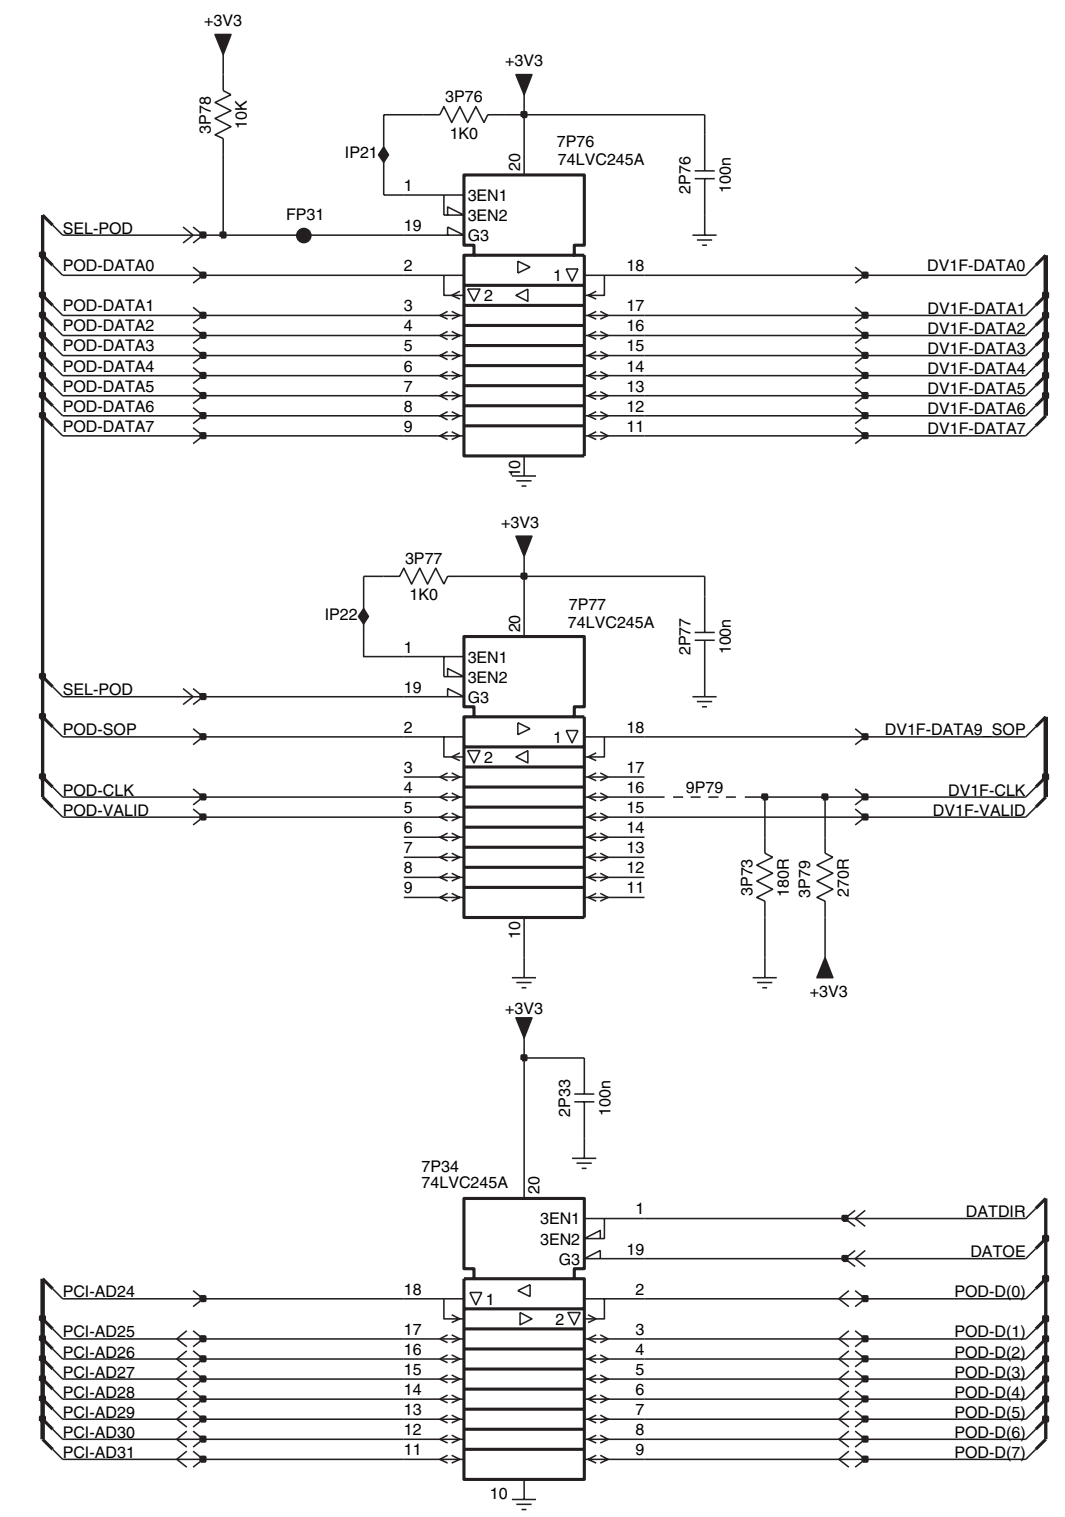 +3V3
+3V3
3P78
10K
3P76
1K0
IP21
20
7P76
74LVC245A
2P76
100n
1
3EN1
3EN2
SEL-POD
FP31
19
G3
POD-DATA0
2
1
18
DV1F-DATA0
2
POD-DATA1
3
17
DV1F-DATA1
POD-DATA2
4
16
DV1F-DATA2
POD-DATA3
5
15
DV1F-DATA3
POD-DATA4
6
14
DV1F-DATA4
POD-DATA5
7
13
DV1F-DATA5
POD-DATA6
8
12
DV1F-DATA6
POD-DATA7
9
11
DV1F-DATA7
10
+3V3
3P77
1K0
IP22
20
7P77
74LVC245A
2P77
100n
1
3EN1
3EN2
SEL-POD
19
G3
POD-SOP
2
1
18
DV1F-DATA9 SOP
2
3
17
POD-CLK
4
16
9P79
DV1F-CLK
POD-VALID
5
15
DV1F-VALID
6
14
7
13
8
12
9
11
3P73
180R
3P79
270R
10
+3V3
+3V3
2P33
100n
7P34
74LVC245A
20
3EN1
1
DATDIR
3EN2
G3
19
DATOE
PCI-AD24
18
1
2
POD-D(0)
2
PCI-AD25
17
3
POD-D(1)
PCI-AD26
16
4
POD-D(2)
PCI-AD27
15
5
POD-D(3)
PCI-AD28
14
6
POD-D(4)
PCI-AD29
13
7
POD-D(5)
PCI-AD30
12
8
POD-D(6)
PCI-AD31
11
9
POD-D(7)
10